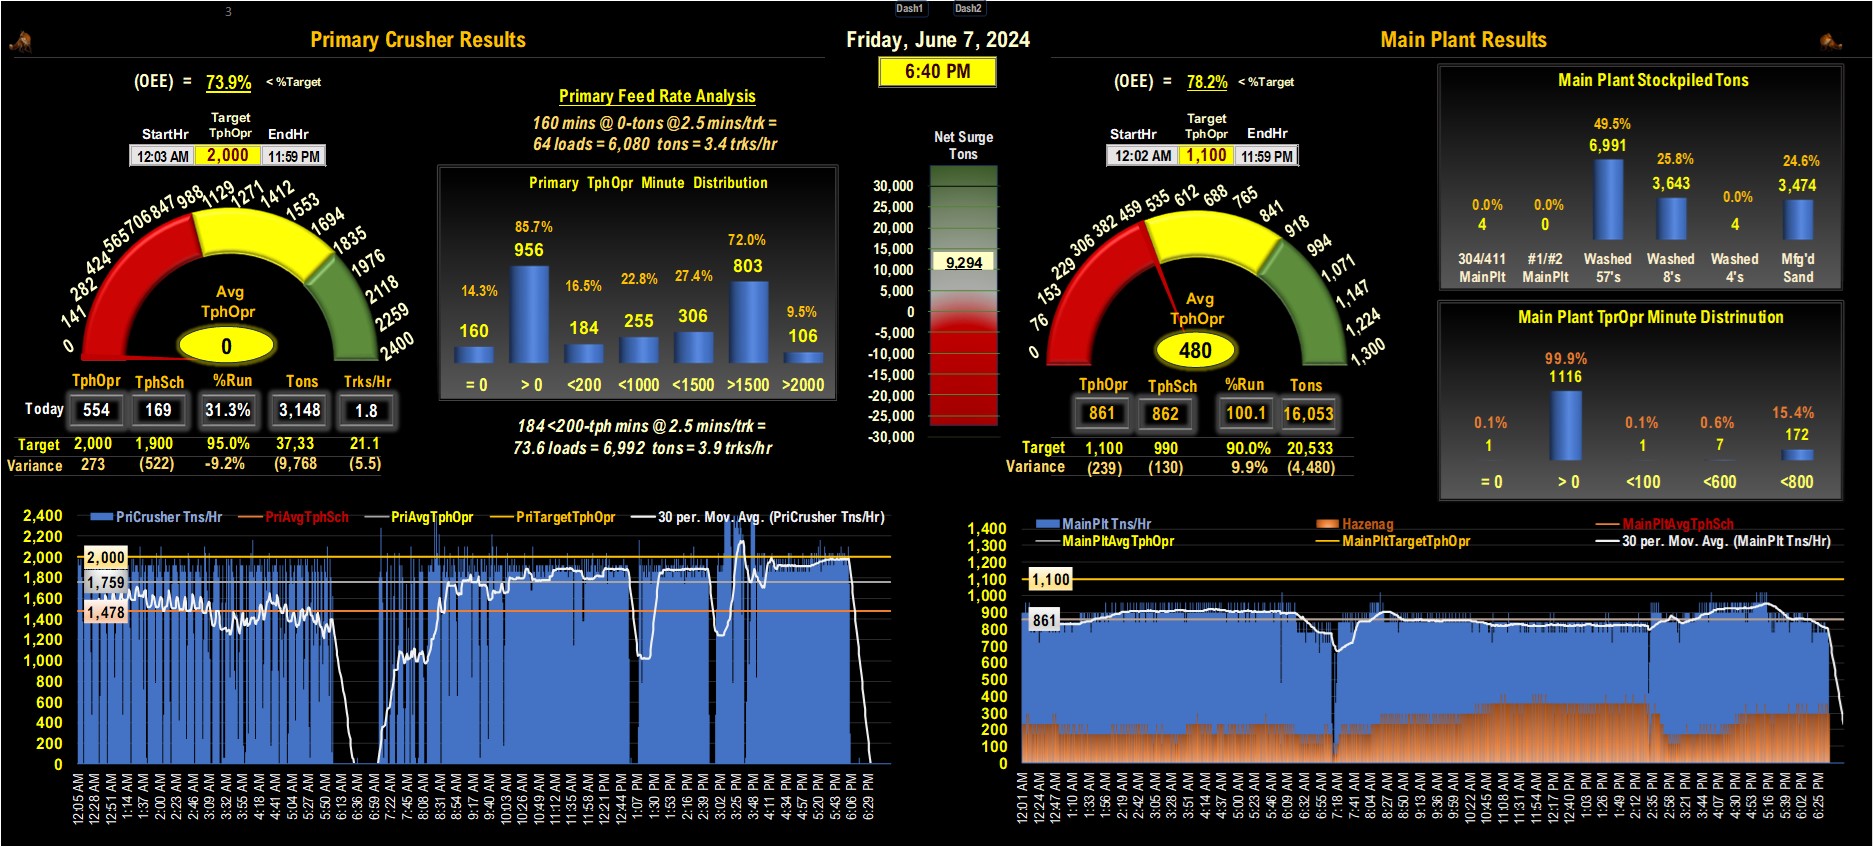 3
Dash1 Dash2
Primary Crusher Results
Friday, June 7, 2024
Main Plant Results
6:40 PM
(OEE) = 73.9% < %Target
Target
StartHr TphOpr EndHr
12:03 AM 2,000 11:59 PM
0 141 282 424 565 706 847 988 1129 1271 1412 1553 1694 1835 1976 2118 2259 2400
Avg
TphOpr
0
TphOpr TphSch %Run Tons Trks/Hr
Today 554 169 31.3% 3,148 1.8
Target 2,000 1,900 95.0% 37,33 21.1
Variance 273 (522) -9.2% (9,768 (5.5)
Primary Feed Rate Analysis
160 mins @ 0-tons @2.5 mins/trk =
64 loads = 6,080 tons = 3.4 trks/hr
Primary TphOpr Minute Distribution
14.3% 85.7% 16.5% 22.8% 27.4% 72.0% 9.5%
160 956 184 255 306 803 106
= 0 > 0 <200 <1000 <1500 >1500 >2000
184 <200-tph mins @ 2.5 mins/trk =
73.6 loads = 6,992 tons = 3.9 trks/hr
Net Surge
Tons
30,000
25,000
20,000
15,000
10,000
5,000
0
-5,000
-10,000
-15,000
-20,000
-25,000
-30,000
9,294
(OEE) = 78.2% < %Target
Target
StartHr TphOpr EndHr
12:02 AM 1,100 11:59 PM
0 76 153 229 306 382 459 535 612 688 765 841 918 994 1,071 1,147 1,224 1,300
Avg
TphOpr
480
TphOpr TphSch %Run Tons
861 862 100.1 16,053
Target 1,100 990 90.0% 20,533
Variance (239) (130) 9.9% (4,480)
Main Plant Stockpiled Tons
0.0% 0.0% 49.5% 25.8% 0.0% 24.6%
4 0 6,991 3,643 4 3,474
304/411 #1/#2 Washed Washed Washed Mfg'd
MainPlt MainPlt 57's 8's 4's Sand
Main Plant TprOpr Minute Distrinution
0.1% 99.9% 0.1% 0.6% 15.4%
1 1116 1 7 172
= 0 > 0 <100 <600 <800
PriCrusher Tns/Hr PriAvgTphSch PriAvgTphOpr PriTargetTphOpr 30 per. Mov. Avg. (PriCrusher Tns/Hr)
2,400
2,200
2,000
1,800
1,600
1,400
1,200
1,000
800
600
400
200
0
2,000
1,759
1,478
12:05 AM 12:28 AM 12:51 AM 1:14 AM 1:37 AM 2:00 AM 2:23 AM 2:46 AM 3:09 AM 3:32 AM 3:55 AM 4:18 AM 4:41 AM 5:04 AM 5:27 AM 5:50 AM 6:13 AM 6:36 AM 6:59 AM 7:22 AM 7:45 AM 8:08 AM 8:31 AM 8:54 AM 9:17 AM 9:40 AM 10:03 AM 10:26 AM 10:49 AM 11:12 AM 11:35 AM 11:58 AM 12:21 PM 12:44 PM 1:07 PM 1:30 PM 1:53 PM 2:16 PM 2:39 PM 3:02 PM 3:25 PM 3:48 PM 4:11 PM 4:34 PM 4:57 PM 5:20 PM 5:43 PM 6:06 PM 6:29 PM
MainPlt Tns/Hr Hazenag MainPltAvgTphSch
MainPltAvgTphOpr MainPltTargetTphOpr 30 per. Mov. Avg. (MainPlt Tns/Hr)
1,400
1,300
1,200
1,100
1,000
900
800
700
600
500
400
300
200
100
0
1,100
861
12:01 AM 12:24 AM 12:47 AM 1:10 AM 1:33 AM 1:56 AM 2:19 AM 2:42 AM 3:05 AM 3:28 AM 3:51 AM 4:14 AM 4:37 AM 5:00 AM 5:23 AM 5:46 AM 6:09 AM 6:32 AM 6:55 AM 7:18 AM 7:41 AM 8:04 AM 8:27 AM 8:50 AM 9:13 AM 9:36 AM 9:59 AM 10:22 AM 10:45 AM 11:08 AM 11:31 AM 11:54 AM 12:17 PM 12:40 PM 1:03 PM 1:26 PM 1:49 PM 2:12 PM 2:35 PM 2:58 PM 3:21 PM 3:44 PM 4:07 PM 4:30 PM 4:53 PM 5:16 PM 5:39 PM 6:02 PM 6:25 PM